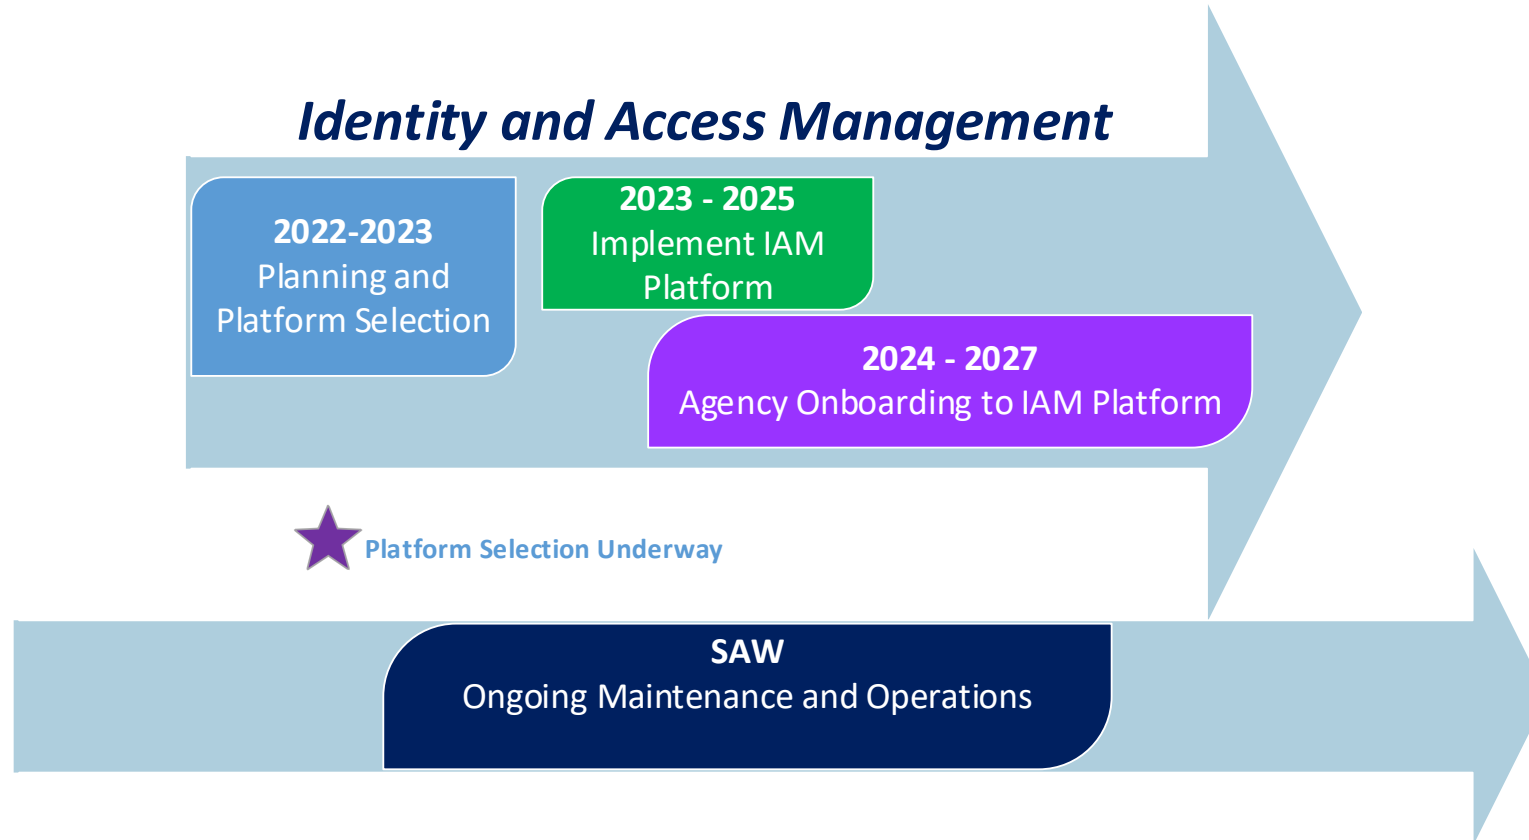 Identity and Access Management
2022-2023
Planning and
Platform Selection
2023 - 2025
Implement IAM
Platform
2024 - 2027
Agency Onboarding to IAM Platform
Platform Selection Underway
SAW
Ongoing Maintenance and Operations